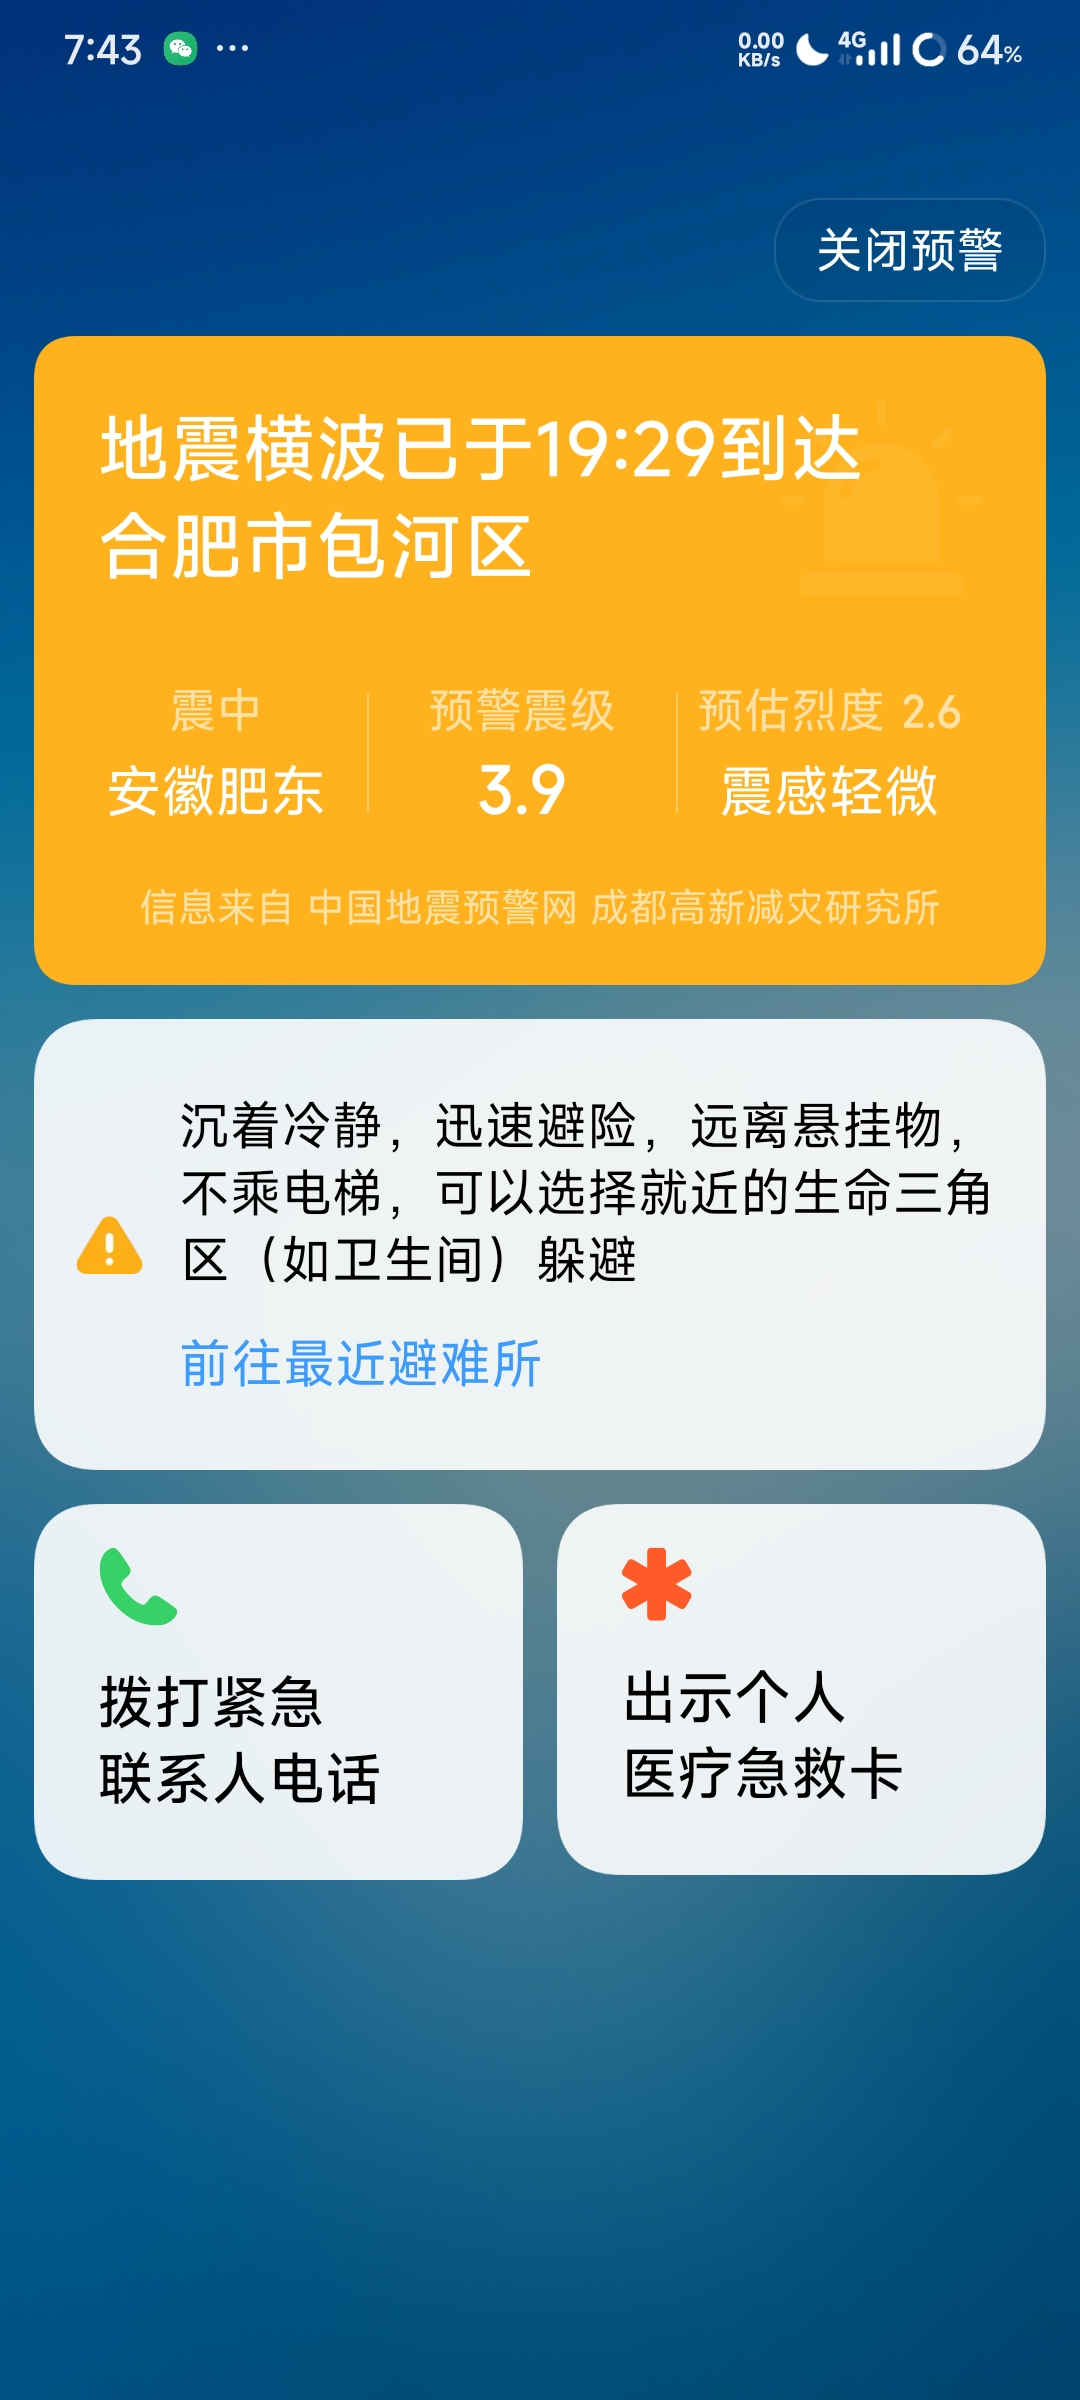 7:43 ... 0.00 KB/s 4G 64%
关闭预警
地震横波已于19:29到达
合肥市包河区
震中 预警震级 预估烈度 2.6
安徽肥东 3.9 震感轻微
信息来自 中国地震预警网 成都高新减灾研究所
沉着冷静，迅速避险，远离悬挂物，
不乘电梯，可以选择就近的生命三角
区（如卫生间）躲避
前往最近避难所
拨打紧急
联系人电话
出示个人
医疗急救卡